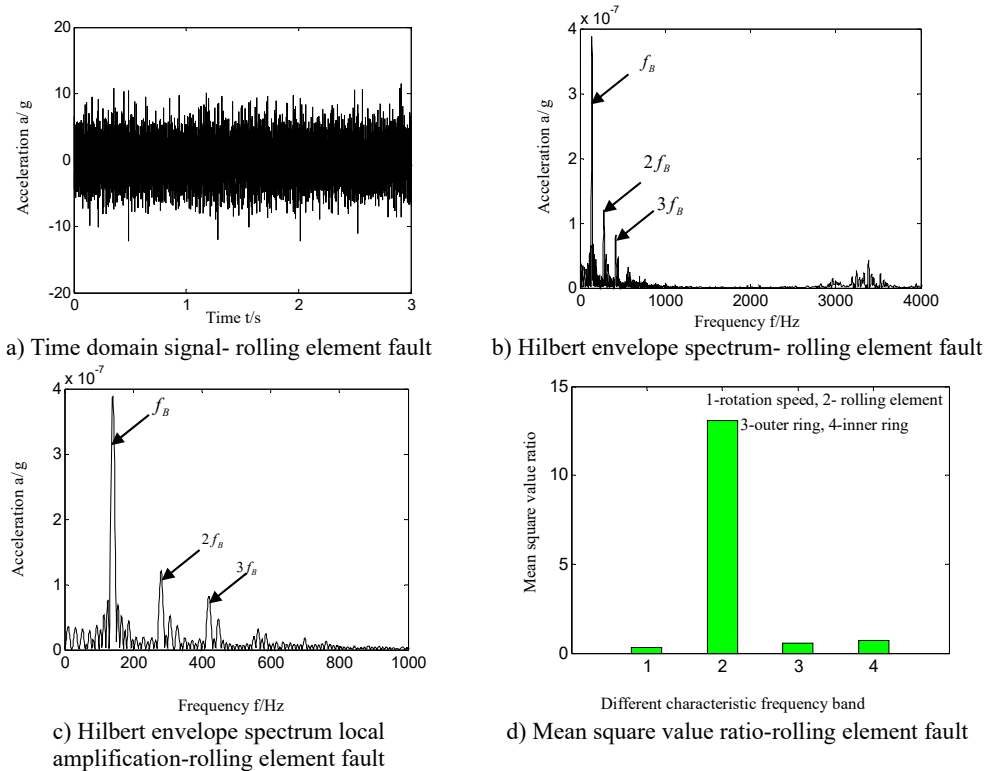 20
10
0
-10
-20
0
1
2
3
Acceleration a/ g
Time t/s
a) Time domain signal- rolling element fault
x 10⁻⁷
4
3
2
1
0
0
1000
2000
3000
4000
f_B
2f_B
3f_B
Acceleration a/ g
Frequency f/Hz
b) Hilbert envelope spectrum- rolling element fault
x 10⁻⁷
4
3
2
1
0
0
200
400
600
800
1000
f_B
2f_B
3f_B
Acceleration a/ g
Frequency f/Hz
c) Hilbert envelope spectrum local
amplification-rolling element fault
15
10
5
0
1
2
3
4
1-rotation speed, 2- rolling element
3-outer ring, 4-inner ring
Mean square value ratio
Different characteristic frequency band
d) Mean square value ratio-rolling element fault